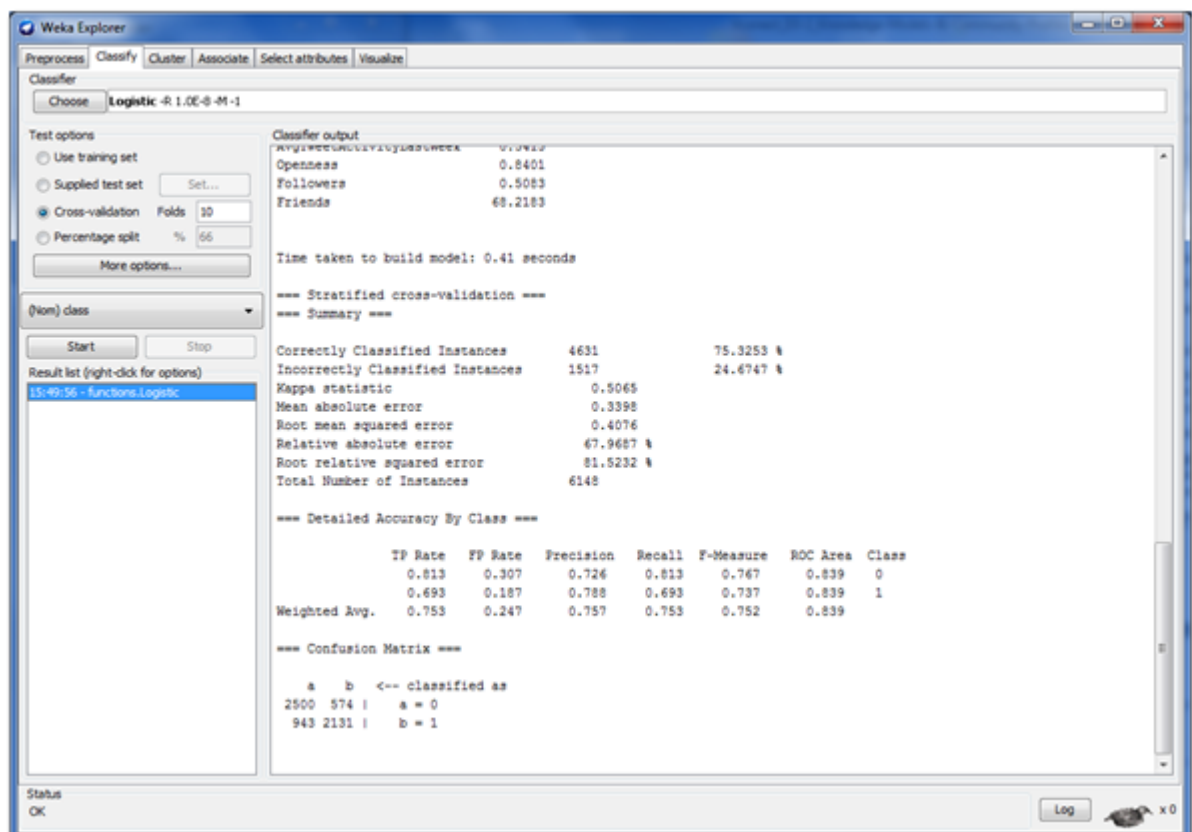 Weka Explorer
Preprocess Classify Cluster Associate Select attributes Visualize
Classifier
Choose Logistic -R 1.0E-8 -M -1
Test options
Use training set
Supplied test set Set...
Cross-validation Folds 10
Percentage split % 66
More options...
(Nom) class
Start Stop
Result list (right-click for options)
15:49:56 - functions.Logistic
Classifier output
AvgTweetActivityLastWeek
Openness 0.8401
Followers 0.5083
Friends 68.2183
Time taken to build model: 0.41 seconds
=== Stratified cross-validation ===
=== Summary ===
Correctly Classified Instances 4631 75.3253 %
Incorrectly Classified Instances 1517 24.6747 %
Kappa statistic 0.5065
Mean absolute error 0.3398
Root mean squared error 0.4076
Relative absolute error 67.9687 %
Root relative squared error 81.5232 %
Total Number of Instances 6148
=== Detailed Accuracy By Class ===
TP Rate FP Rate Precision Recall F-Measure ROC Area Class
0.813 0.307 0.726 0.813 0.767 0.839 0
0.693 0.187 0.788 0.693 0.737 0.839 1
Weighted Avg. 0.753 0.247 0.757 0.753 0.752 0.839
=== Confusion Matrix ===
a b <-- classified as
2500 574 | a = 0
943 2131 | b = 1
Status
OK
Log
x 0